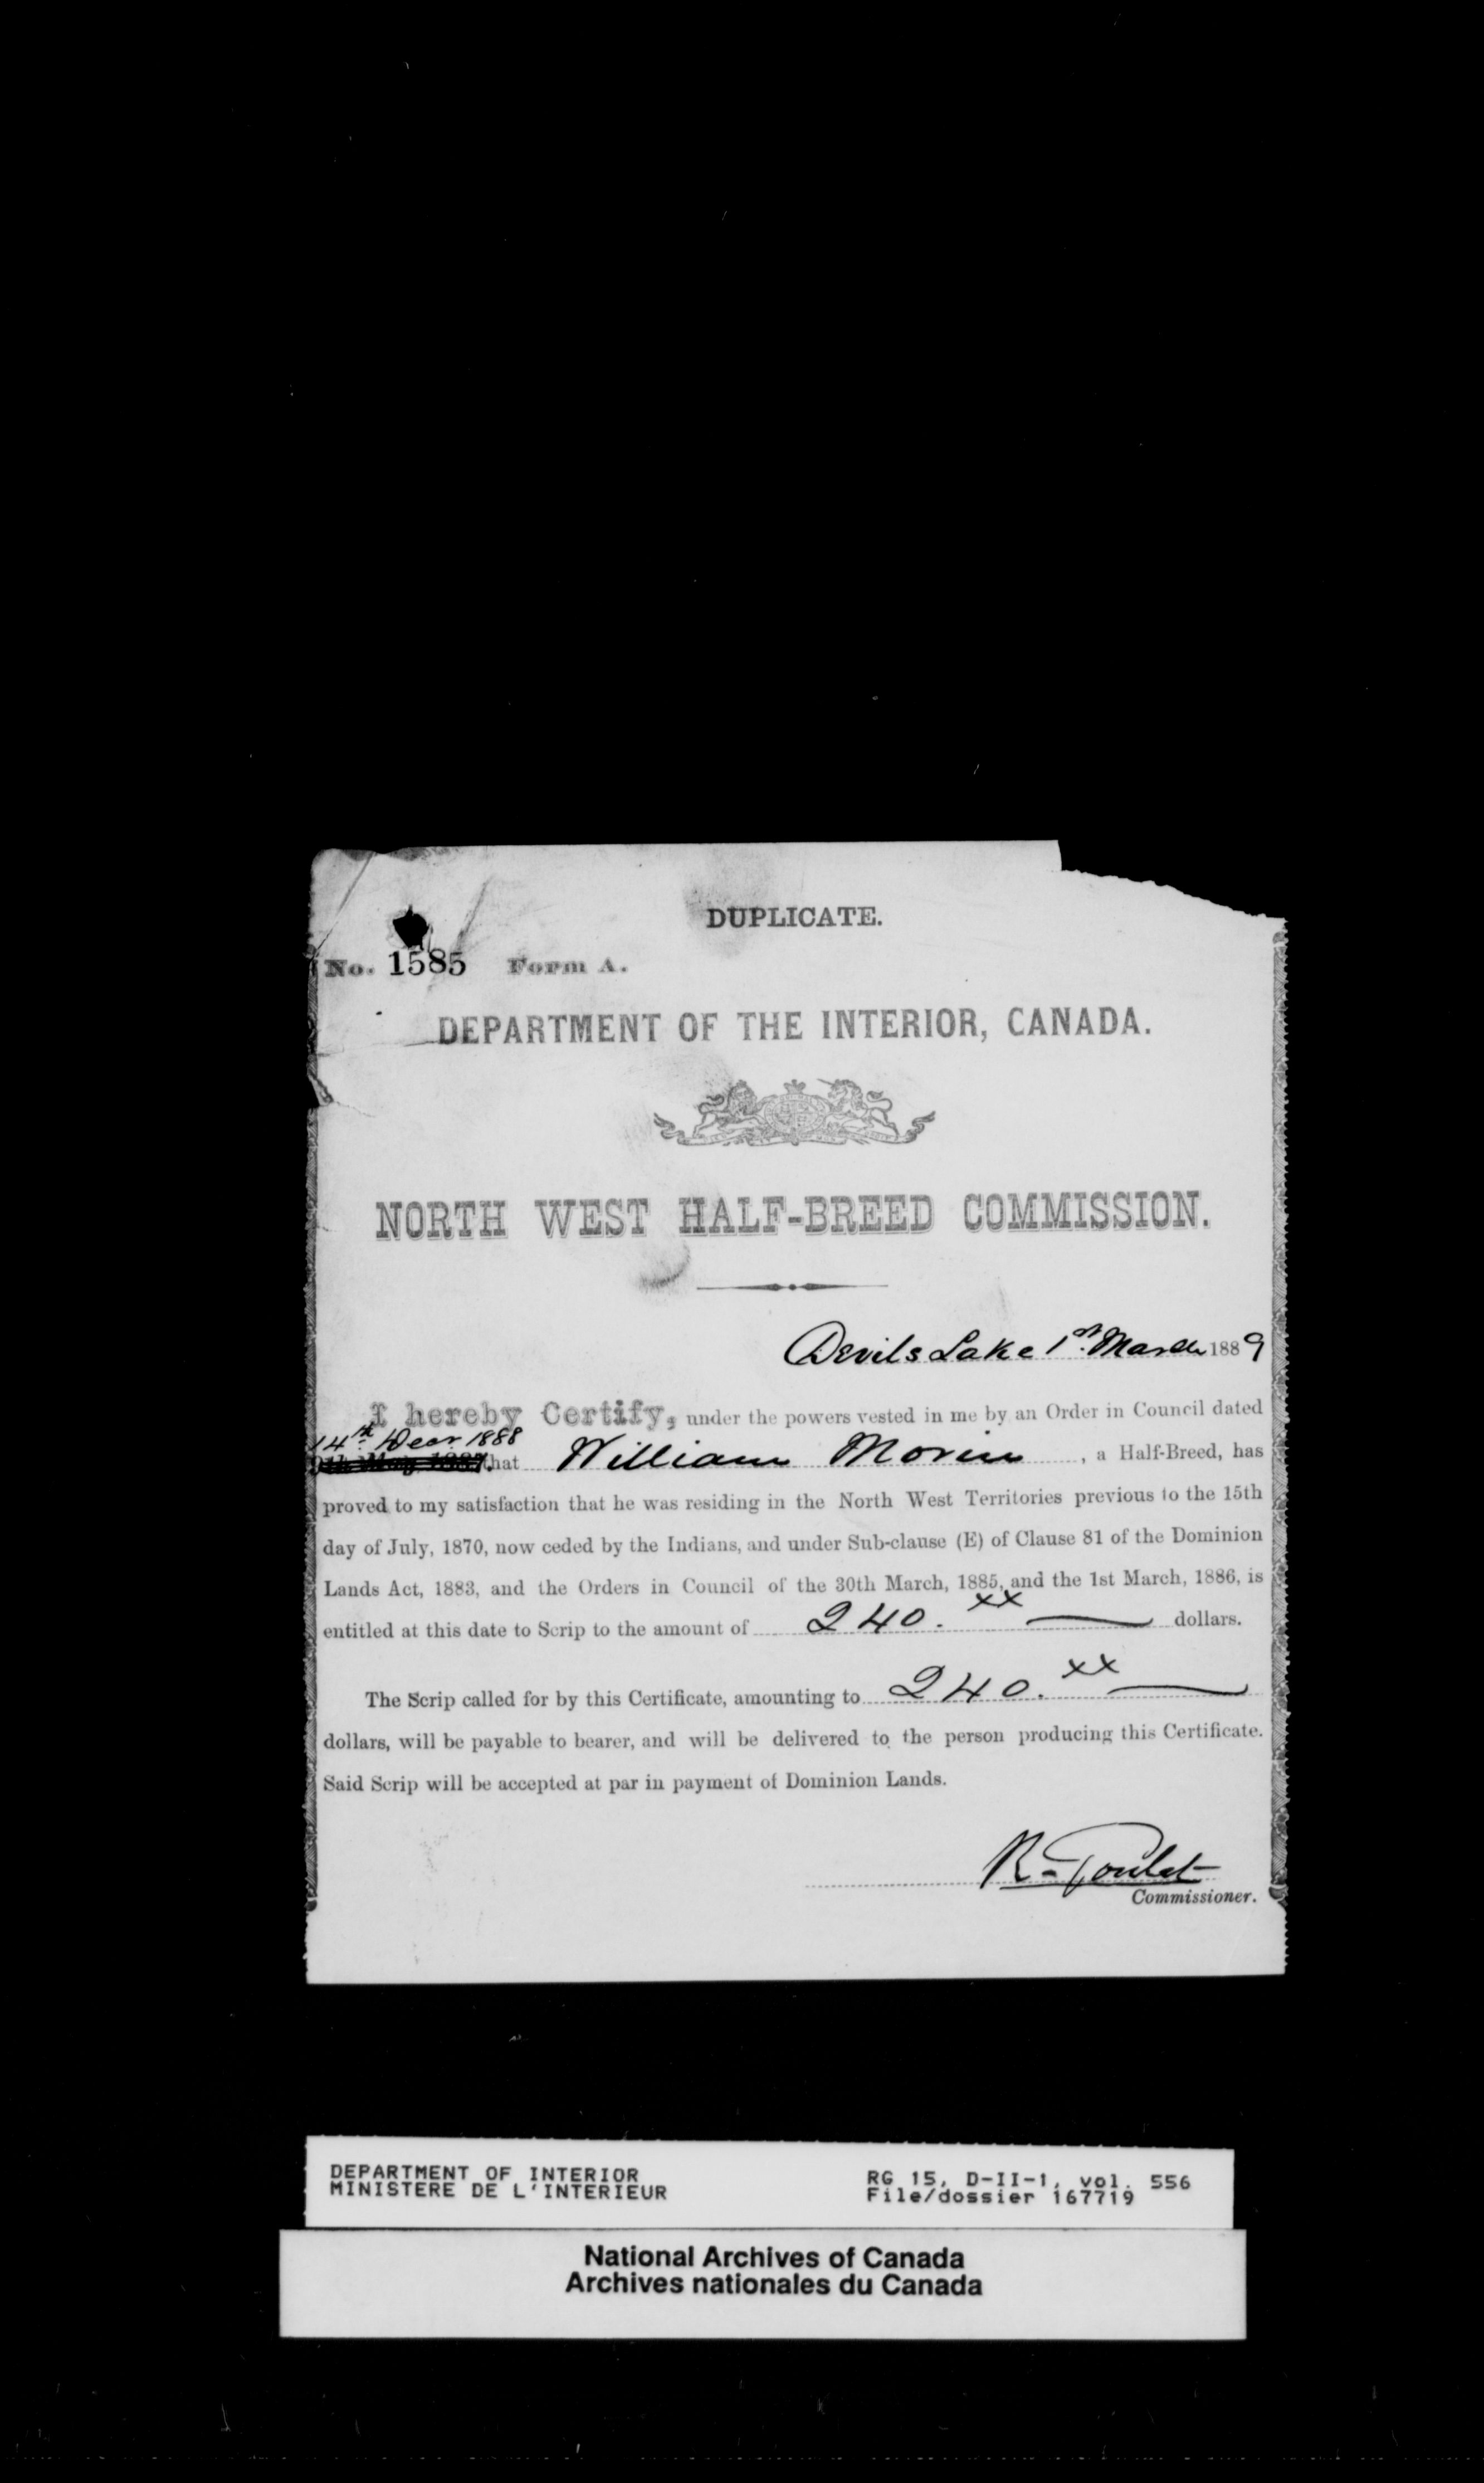 DUPLICATE.
No. 1585 Form A.
DEPARTMENT OF THE INTERIOR, CANADA.
NORTH WEST HALF-BREED COMMISSION.
Devils Lake 1st March 1889
I hereby Certify, under the powers vested in me by an Order in Council dated
14th Decr. 1888
9th May 1887. that William Morin, a Half-Breed, has
proved to my satisfaction that he was residing in the North West Territories previous to the 15th
day of July, 1870, now ceded by the Indians, and under Sub-clause (E) of Clause 81 of the Dominion
Lands Act, 1883, and the Orders in Council of the 30th March, 1885, and the 1st March, 1886, is
entitled at this date to Scrip to the amount of 240.xx dollars.
The Scrip called for by this Certificate, amounting to 240.xx
dollars, will be payable to bearer, and will be delivered to the person producing this Certificate.
Said Scrip will be accepted at par in payment of Dominion Lands.
R. Goulet
Commissioner.
DEPARTMENT OF INTERIOR RG 15, D-II-1, vol. 556
MINISTERE DE L'INTERIEUR File/dossier 167719
National Archives of Canada
Archives nationales du Canada